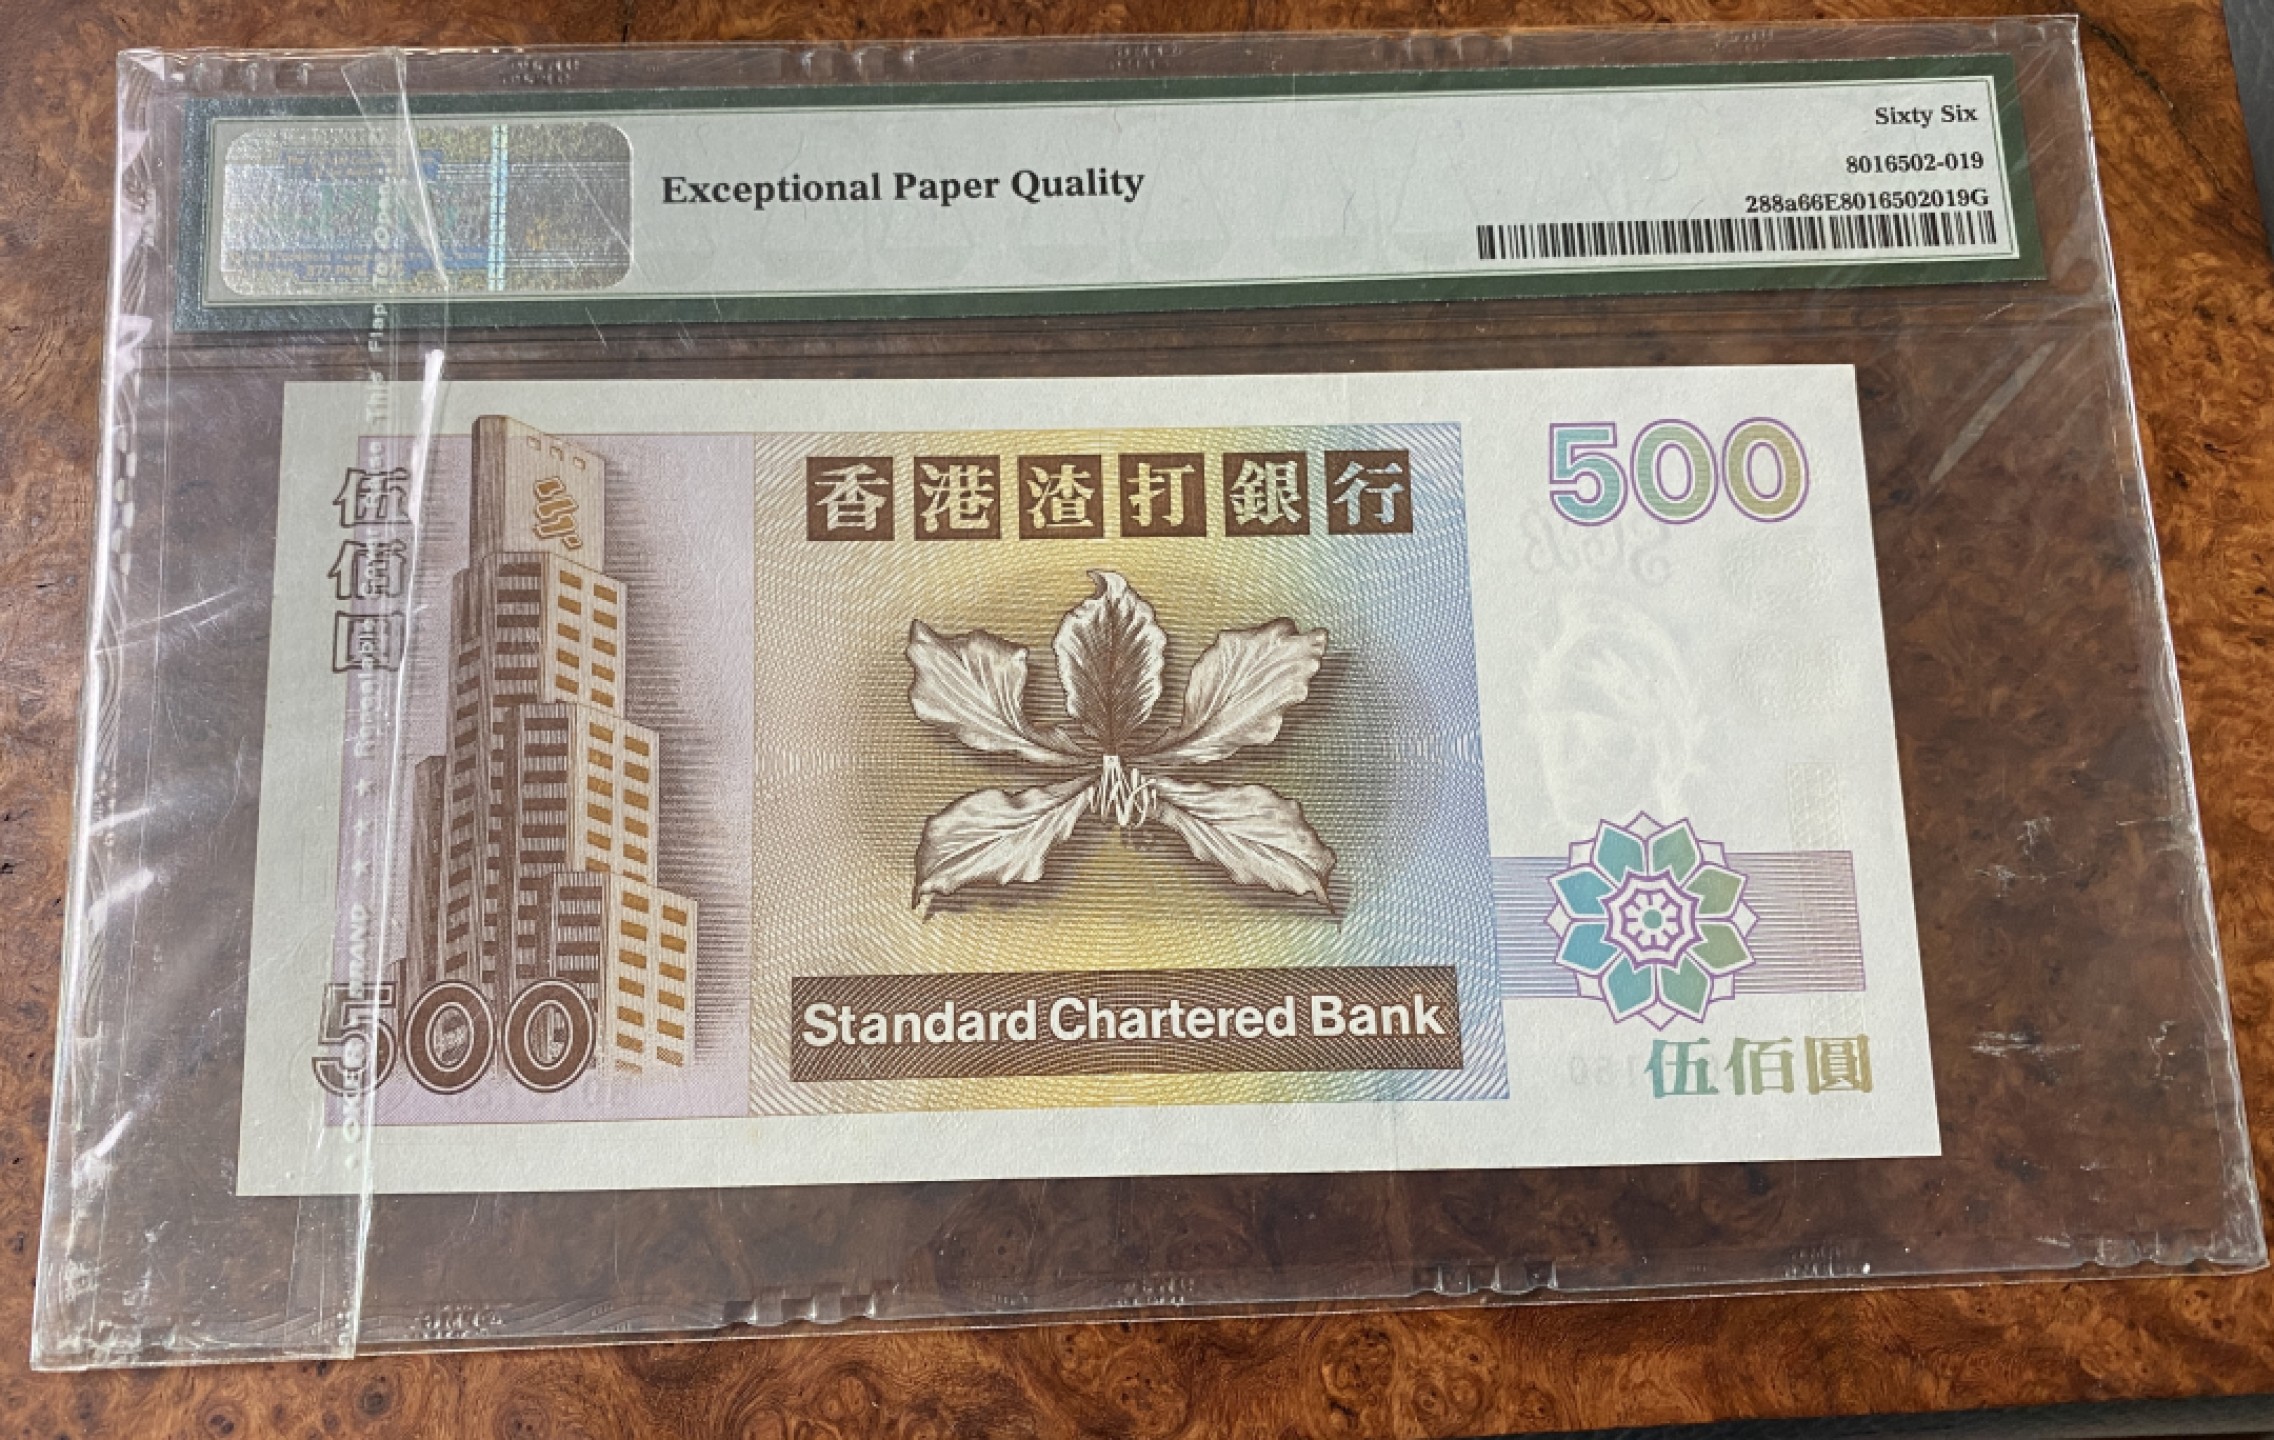 Sixty Six
8016502-019
Exceptional Paper Quality
288a66E8016502019G
香港渣打銀行
500
伍佰圓
Standard Chartered Bank
500
伍佰圓